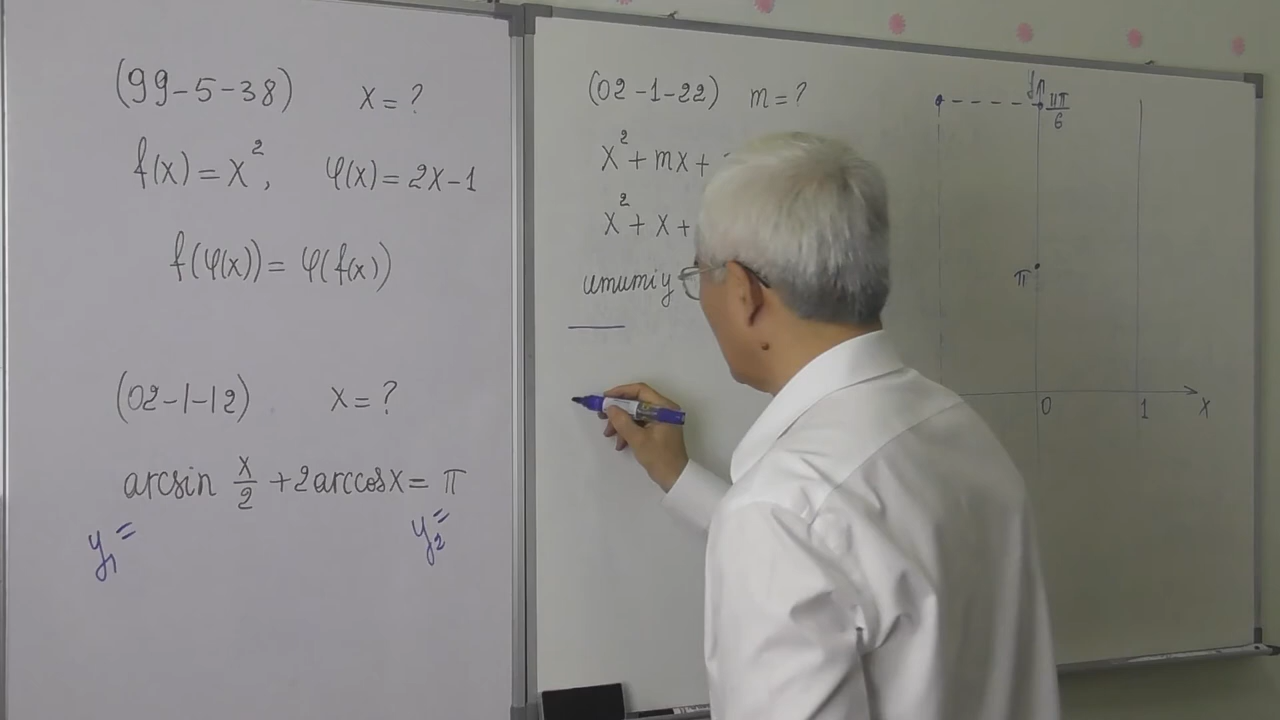 (99-5-38) x=?
f(x)=x², φ(x)=2x-1
f(φ(x))=φ(f(x))
(02-1-12) x=?
arcsin x/2 +2arccosx= π
y₁= y₂=
(02-1-22) m=?
x²+mx+
x²+x+
umumiy
y
11π/6
π
0 1 x